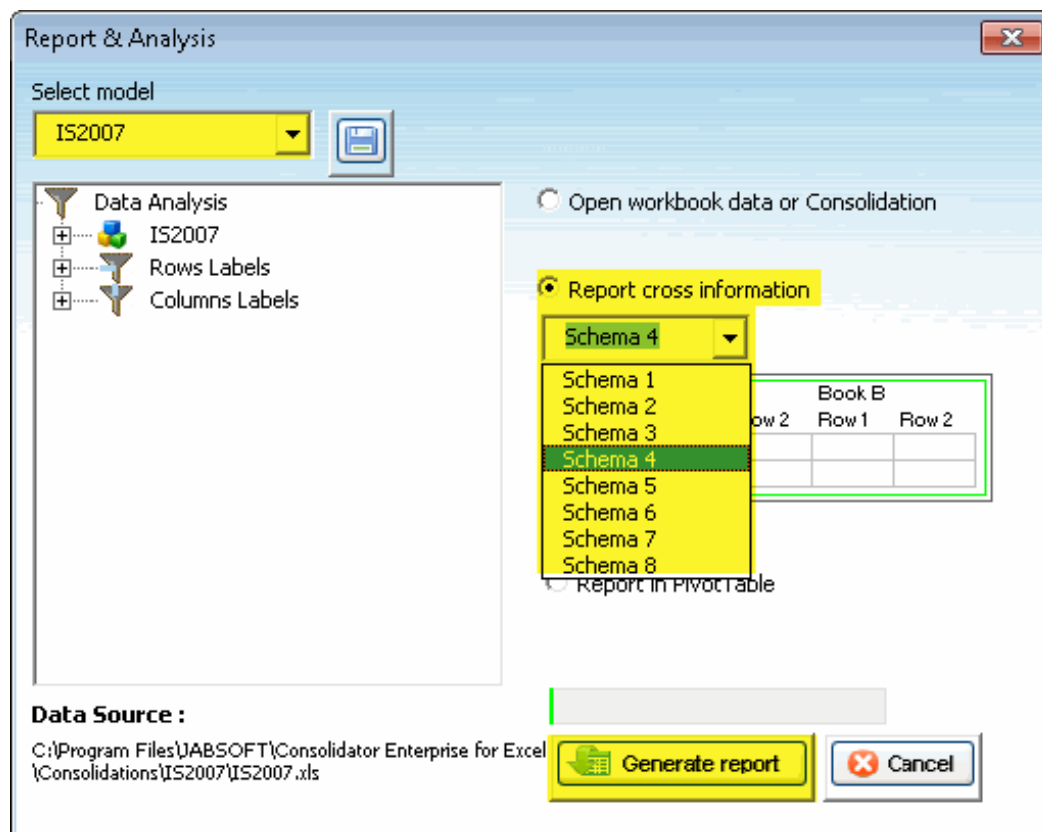 Report & Analysis
Select model
IS2007
Data Analysis
IS2007
Rows Labels
Columns Labels
Open workbook data or Consolidation
Report cross information
Schema 4
Schema 1
Schema 2
Schema 3
Schema 4
Schema 5
Schema 6
Schema 7
Schema 8
Book B
ow 2 Row 1 Row 2
Report in PivotTable
Data Source :
C:\Program Files\JABSOFT\Consolidator Enterprise for Excel
\Consolidations\IS2007\IS2007.xls
Generate report
Cancel